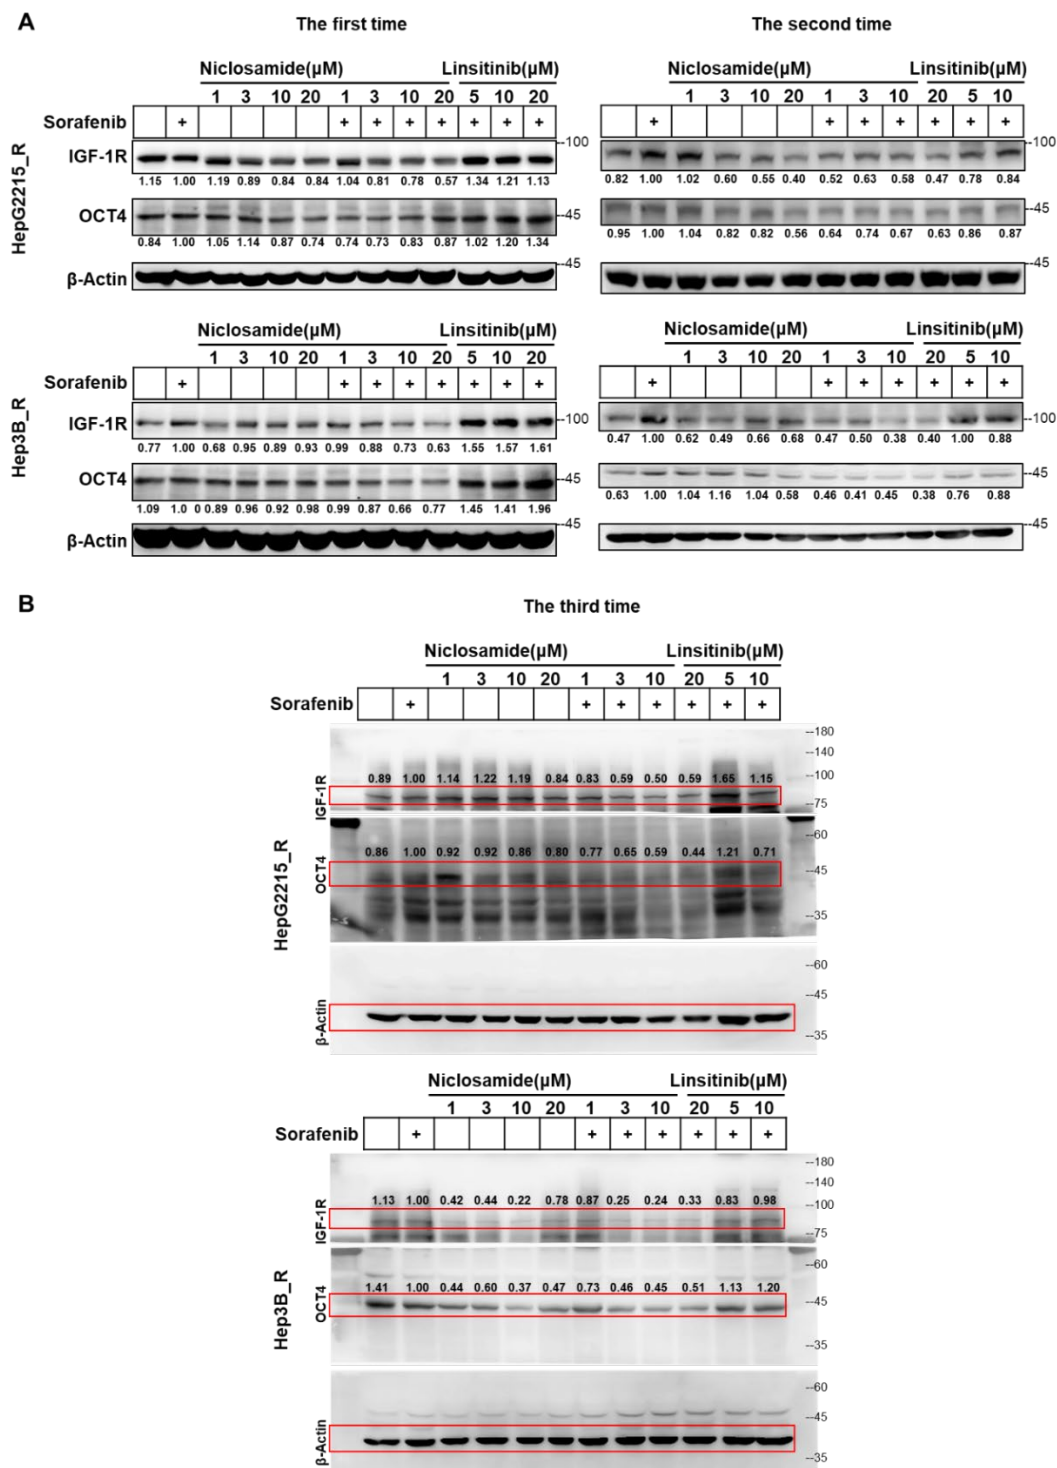 A
The first time
The second time
Niclosamide(μM) Linsitinib(μM)
1 3 10 20 1 3 10 20 5 10 20
Sorafenib + + + + + + + +
HepG2215_R
IGF-1R
1.15 1.00 1.19 0.89 0.84 0.84 1.04 0.81 0.78 0.57 1.34 1.21 1.13
OCT4
0.84 1.00 1.05 1.14 0.87 0.74 0.74 0.73 0.83 0.87 1.02 1.20 1.34
β-Actin
--45
Niclosamide(μM) Linsitinib(μM)
1 3 10 20 1 3 10 20 5 10
+ + + + + + +
--100
0.82 1.00 1.02 0.60 0.55 0.40 0.52 0.63 0.58 0.47 0.78 0.84
--45
0.95 1.00 1.04 0.82 0.82 0.56 0.64 0.74 0.67 0.63 0.86 0.87
--45
Niclosamide(μM) Linsitinib(μM)
1 3 10 20 1 3 10 20 5 10 20
Sorafenib + + + + + + + +
Hep3B_R
IGF-1R --100
0.77 1.00 0.68 0.95 0.89 0.93 0.99 0.88 0.73 0.63 1.55 1.57 1.61
OCT4 --45
1.09 1.0 0 0.89 0.96 0.92 0.98 0.99 0.87 0.66 0.77 1.45 1.41 1.96
β-Actin --45
Niclosamide(μM) Linsitinib(μM)
1 3 10 20 1 3 10 20 5 10
+ + + + + + +
--100
0.47 1.00 0.62 0.49 0.66 0.68 0.47 0.50 0.38 0.40 1.00 0.88
--45
0.63 1.00 1.04 1.16 1.04 0.58 0.46 0.41 0.45 0.38 0.76 0.88
--45
B
The third time
Niclosamide(μM) Linsitinib(μM)
1 3 10 20 1 3 10 20 5 10
Sorafenib + + + + + + +
HepG2215_R
--180
--140
--100
0.89 1.00 1.14 1.22 1.19 0.84 0.83 0.59 0.50 0.59 1.65 1.15
IGF-1R
--75
--60
0.86 1.00 0.92 0.92 0.86 0.80 0.77 0.65 0.59 0.44 1.21 0.71
OCT4
--45
--35
--60
--45
β-Actin
--35
Niclosamide(μM) Linsitinib(μM)
1 3 10 20 1 3 10 20 5 10
Sorafenib + + + + + + +
Hep3B_R
--180
--140
--100
1.13 1.00 0.42 0.44 0.22 0.78 0.87 0.25 0.24 0.33 0.83 0.98
IGF-1R
--75
--60
1.41 1.00 0.44 0.60 0.37 0.47 0.73 0.46 0.45 0.51 1.13 1.20
OCT4
--45
--35
--60
--45
β-Actin
--35